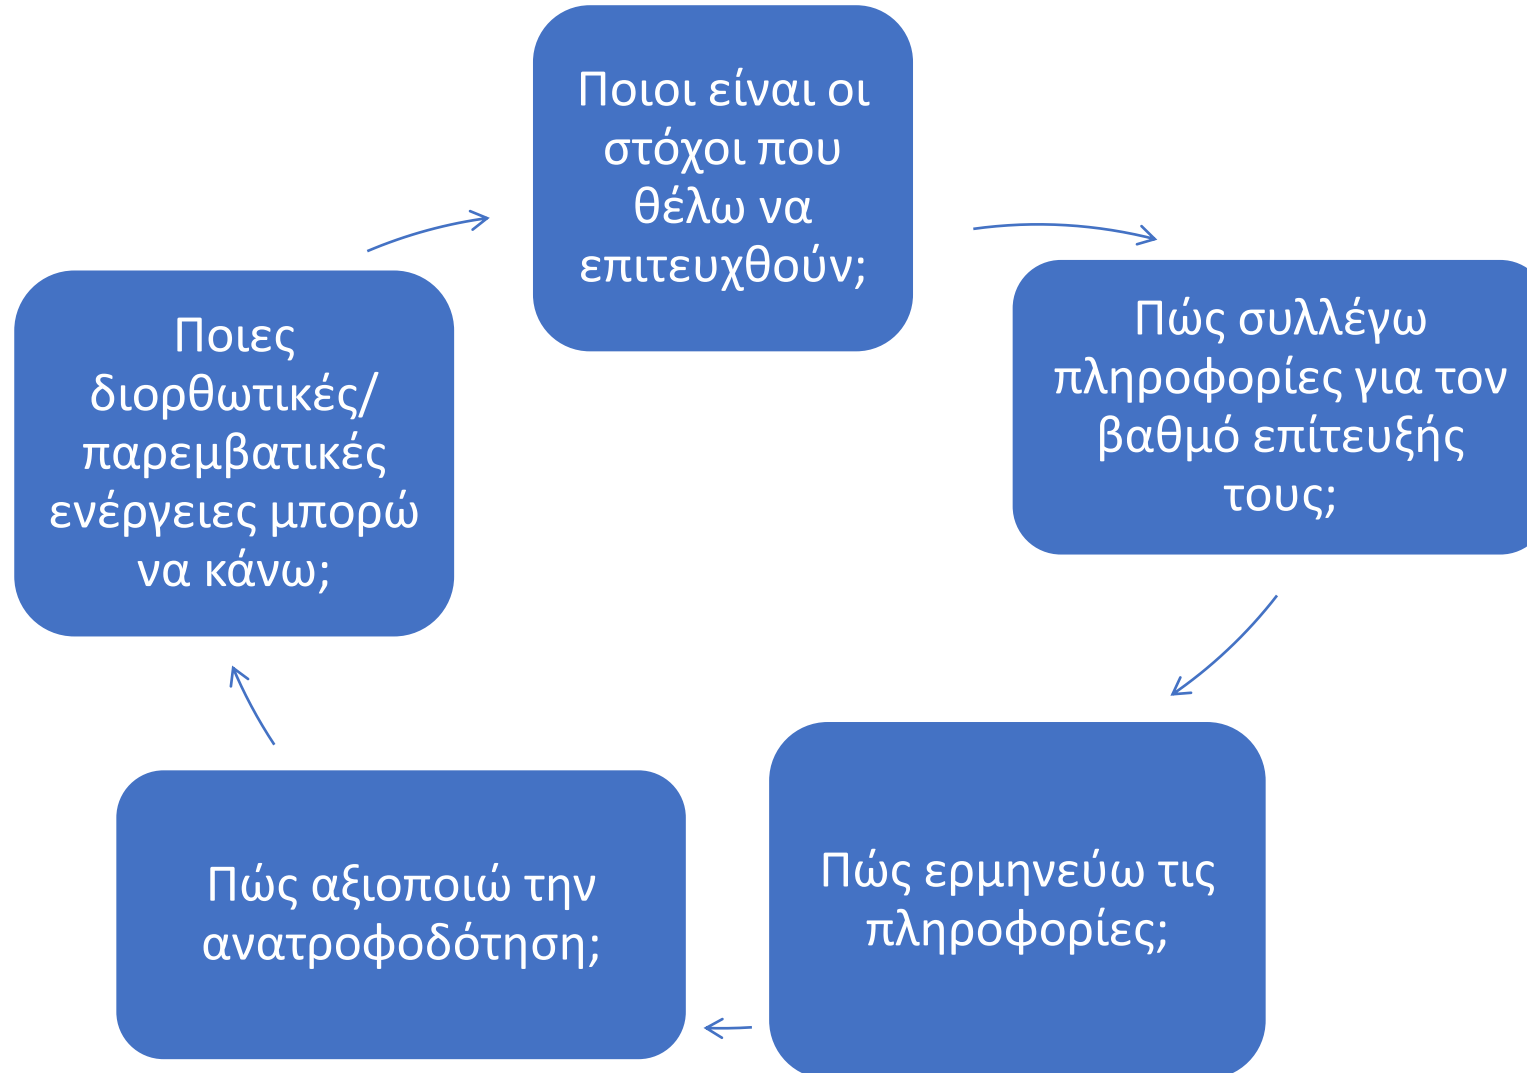 Ποιοι είναι οι
στόχοι που
θέλω να
επιτευχθούν;
Πώς συλλέγω
πληροφορίες για τον
βαθμό επίτευξής
τους;
Πώς ερμηνεύω τις
πληροφορίες;
Πώς αξιοποιώ την
ανατροφοδότηση;
Ποιες
διορθωτικές/
παρεμβατικές
ενέργειες μπορώ
να κάνω;